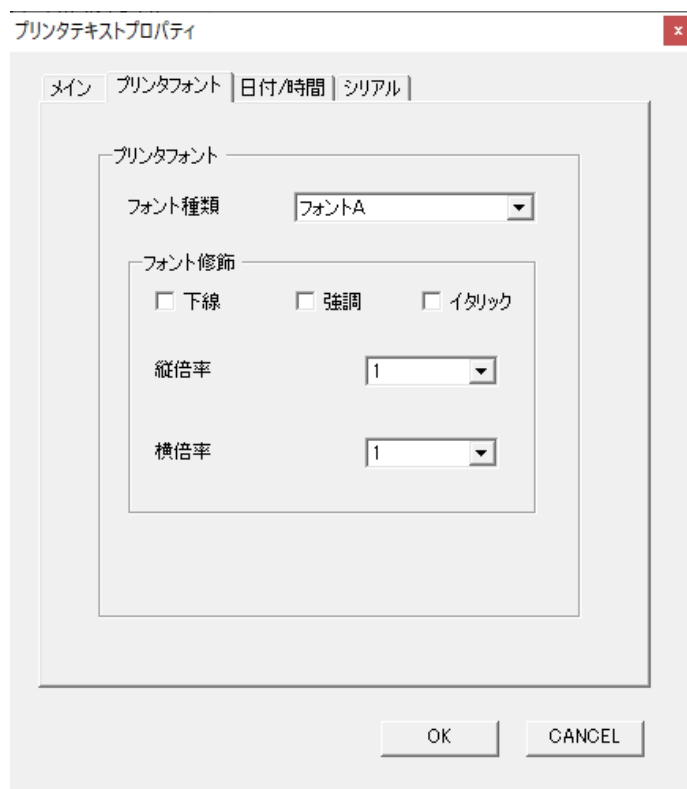 プリンタテキストプロパティ x
メイン プリンタフォント 日付/時間 シリアル
プリンタフォント
フォント種類 フォントA
フォント修飾
下線 強調 イタリック
縦倍率 1
横倍率 1
OK CANCEL